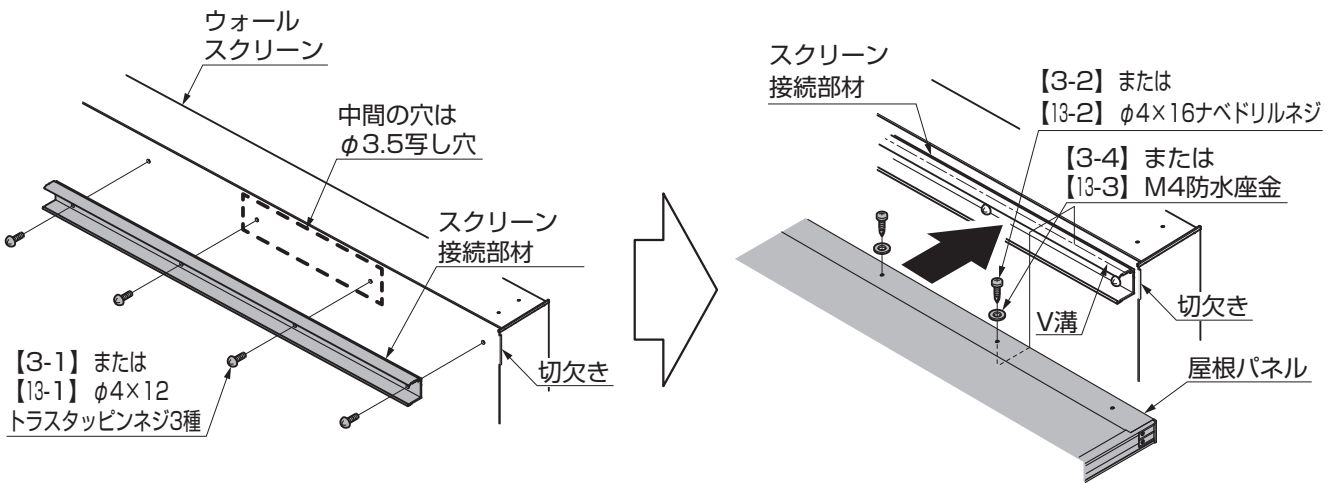 ウォール
スクリーン
中間の穴は
φ3.5写し穴
スクリーン
接続部材
切欠き
【3-1】または
【13-1】φ4×12
トラスタッピンネジ3種
スクリーン
接続部材
【3-2】または
【13-2】φ4×16ナベドリルネジ
【3-4】または
【13-3】M4防水座金
V溝
切欠き
屋根パネル